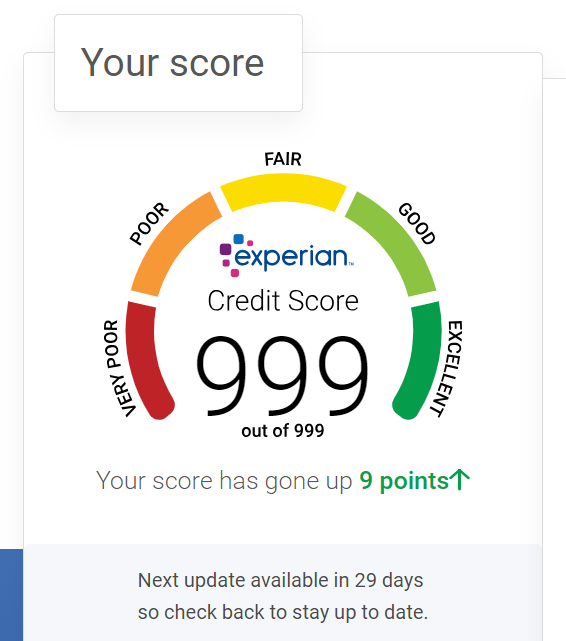 Your score
FAIR
POOR
GOOD
experian™
Credit Score
VERY POOR
999
EXCELLENT
out of 999
Your score has gone up 9 points↑
Next update available in 29 days
so check back to stay up to date.